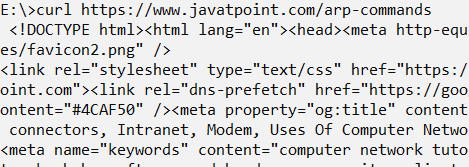 E:\>curl https://www.javatpoint.com/arp-commands
<!DOCTYPE html><html lang="en"><head><meta http-equ
es/favicon2.png" />
<link rel="stylesheet" type="text/css" href="https:/
oint.com"><link rel="dns-prefetch" href="https://goo
ontent="#4CAF50" /><meta property="og:title" content
connectors, Intranet, Modem, Uses Of Computer Netwo
<meta name="keywords" content="computer network tuto